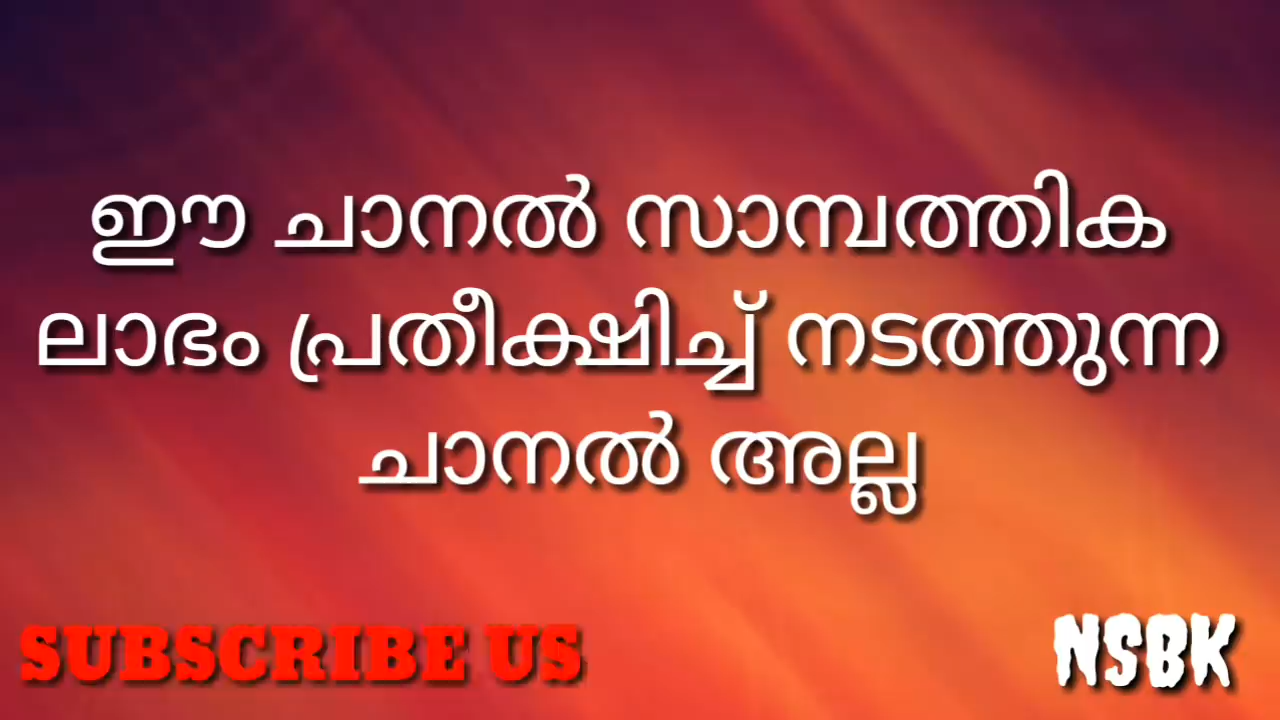 ഈ ചാനൽ സാമ്പത്തിക
ലാഭം പ്രതീക്ഷിച്ച് നടത്തുന്ന
ചാനൽ അല്ല
SUBSCRIBE US
NSBK